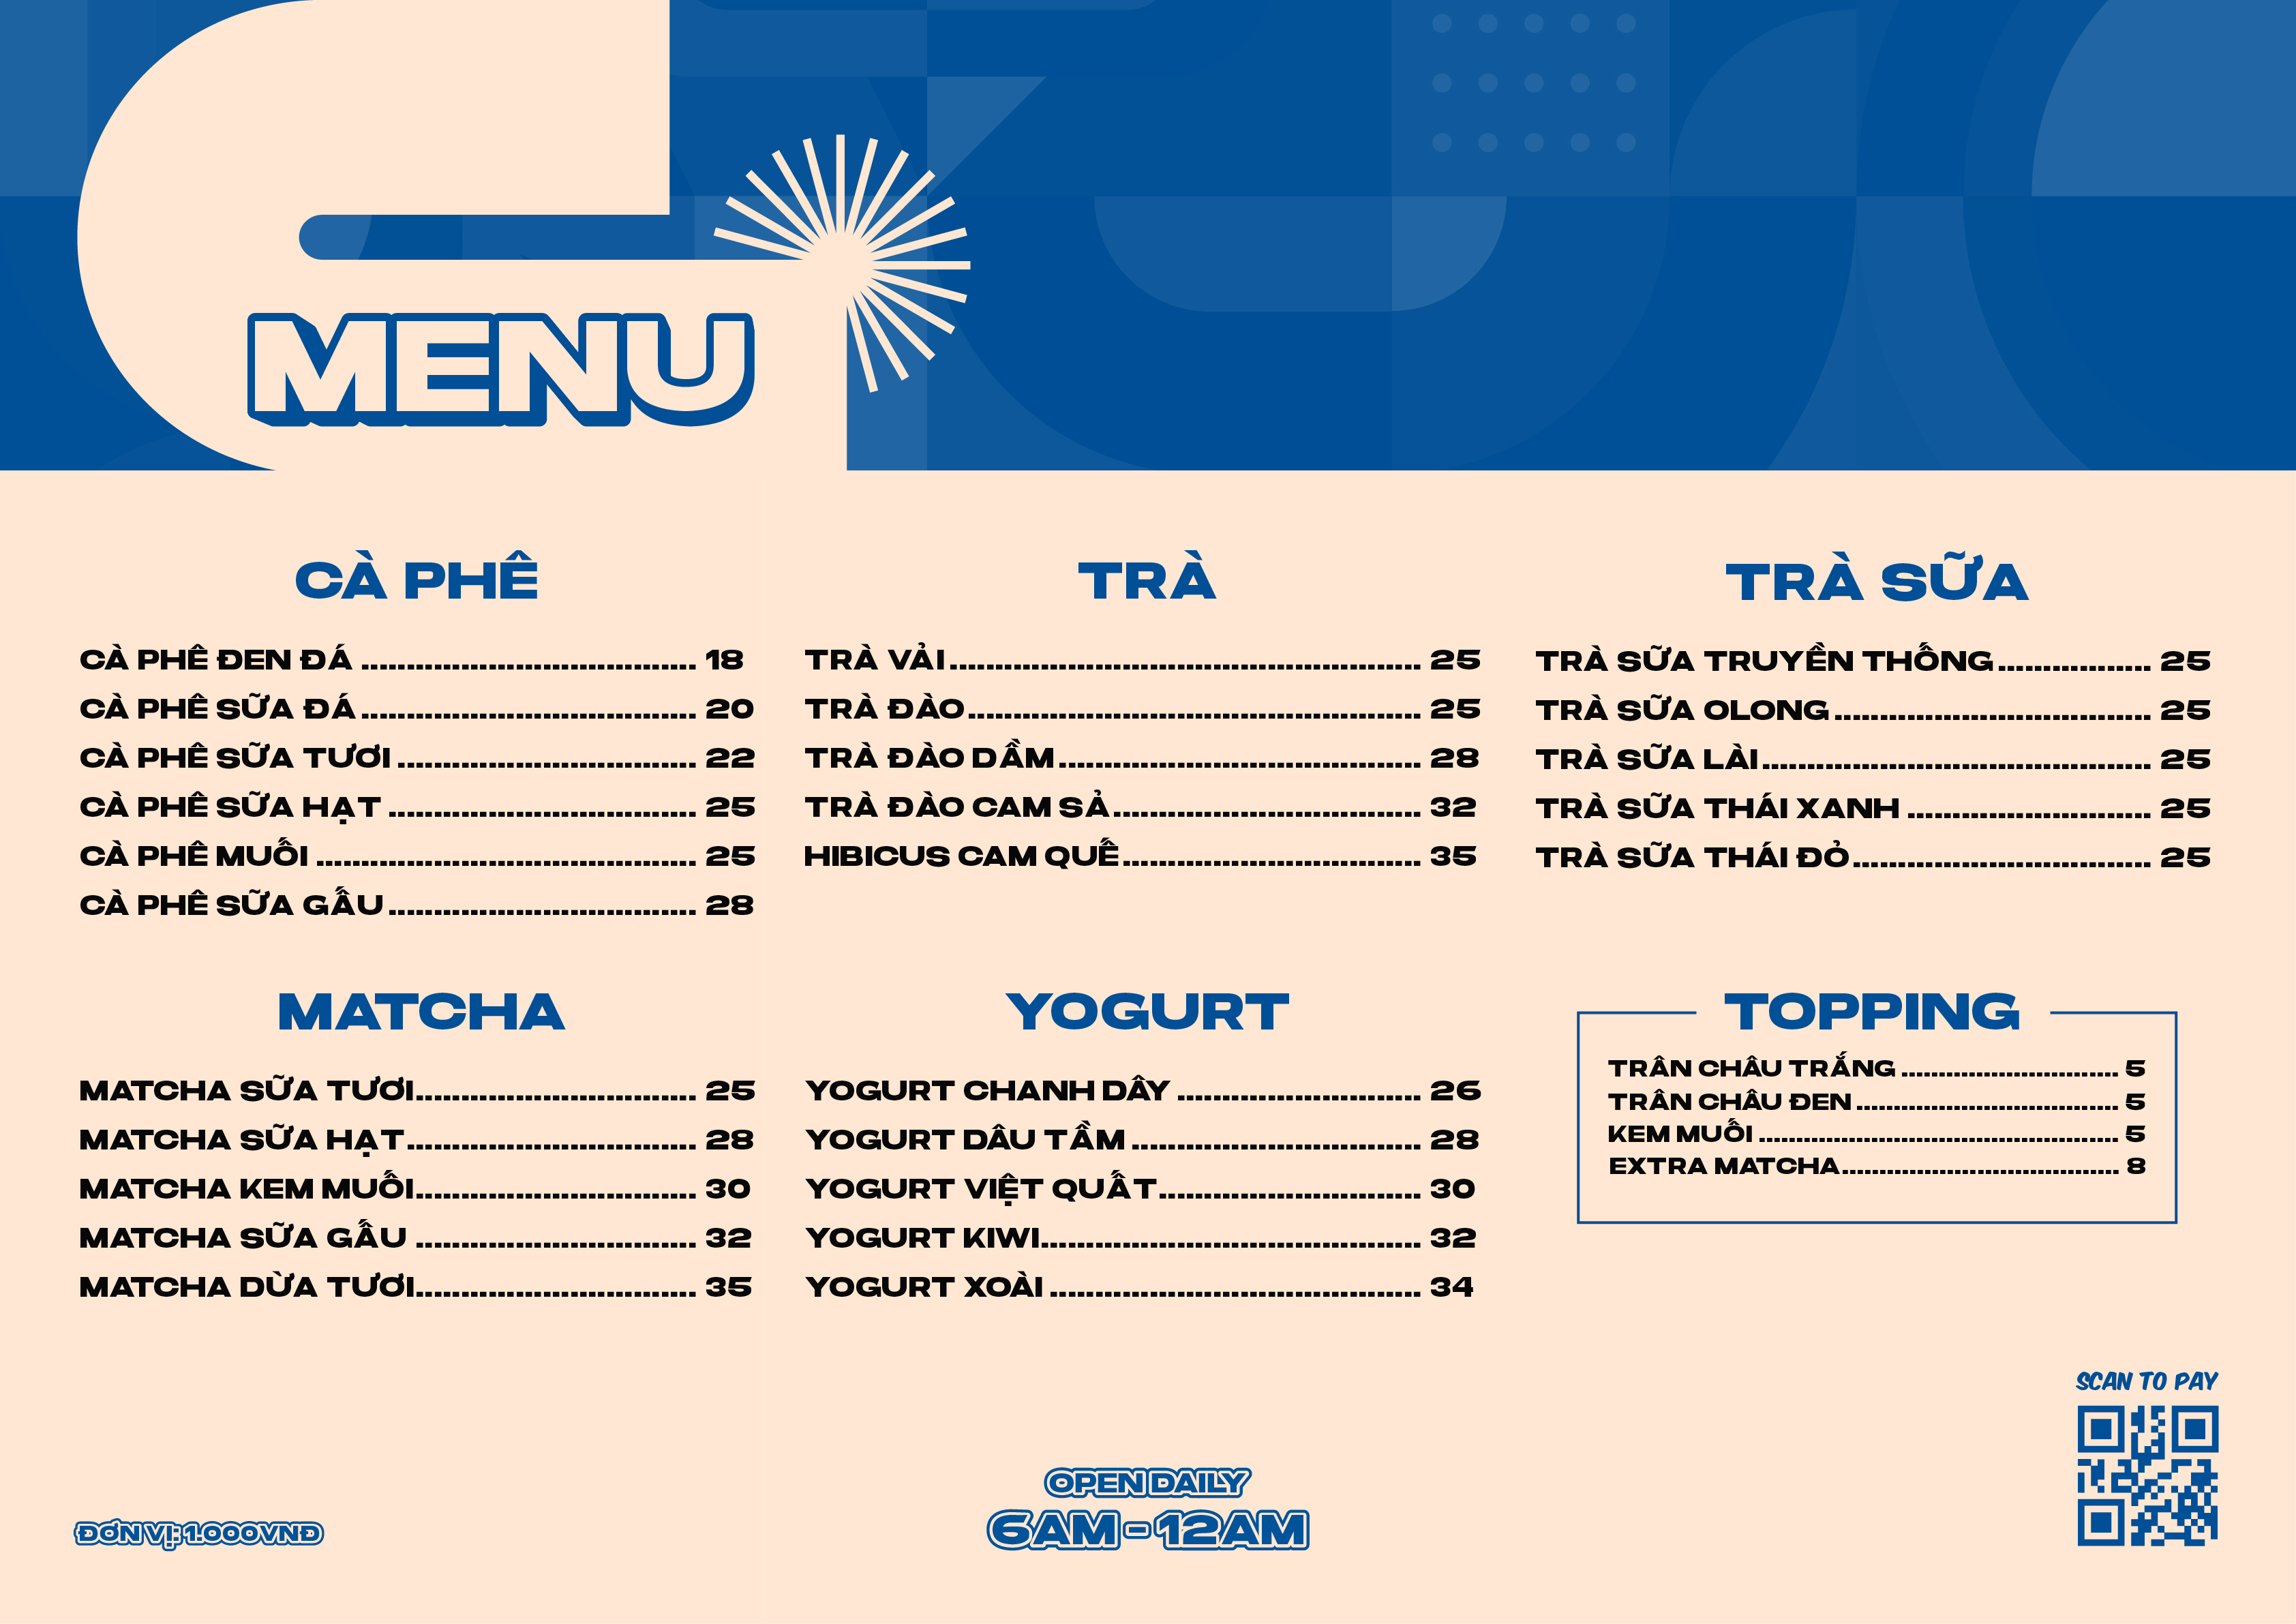 MENU
CÀ PHÊ
CÀ PHÊ ĐEN ĐÁ 18
CÀ PHÊ SỮA ĐÁ 20
CÀ PHÊ SỮA TƯƠI 22
CÀ PHÊ SỮA HẠT 25
CÀ PHÊ MUỐI 25
CÀ PHÊ SỮA GẤU 28
TRÀ
TRÀ VẢI 25
TRÀ ĐÀO 25
TRÀ ĐÀO DẦM 28
TRÀ ĐÀO CAM SẢ 32
HIBICUS CAM QUẾ 35
TRÀ SỮA
TRÀ SỮA TRUYỀN THỐNG 25
TRÀ SỮA OLONG 25
TRÀ SỮA LÀI 25
TRÀ SỮA THÁI XANH 25
TRÀ SỮA THÁI ĐỎ 25
MATCHA
MATCHA SỮA TƯƠI 25
MATCHA SỮA HẠT 28
MATCHA KEM MUỐI 30
MATCHA SỮA GẤU 32
MATCHA DỪA TƯƠI 35
YOGURT
YOGURT CHANH DÂY 26
YOGURT DÂU TẦM 28
YOGURT VIỆT QUẤT 30
YOGURT KIWI 32
YOGURT XOÀI 34
TOPPING
TRÂN CHÂU TRẮNG 5
TRÂN CHÂU ĐEN 5
KEM MUỐI 5
EXTRA MATCHA 8
SCAN TO PAY
OPEN DAILY
6AM - 12AM
ĐƠN VỊ: 1.000VNĐ